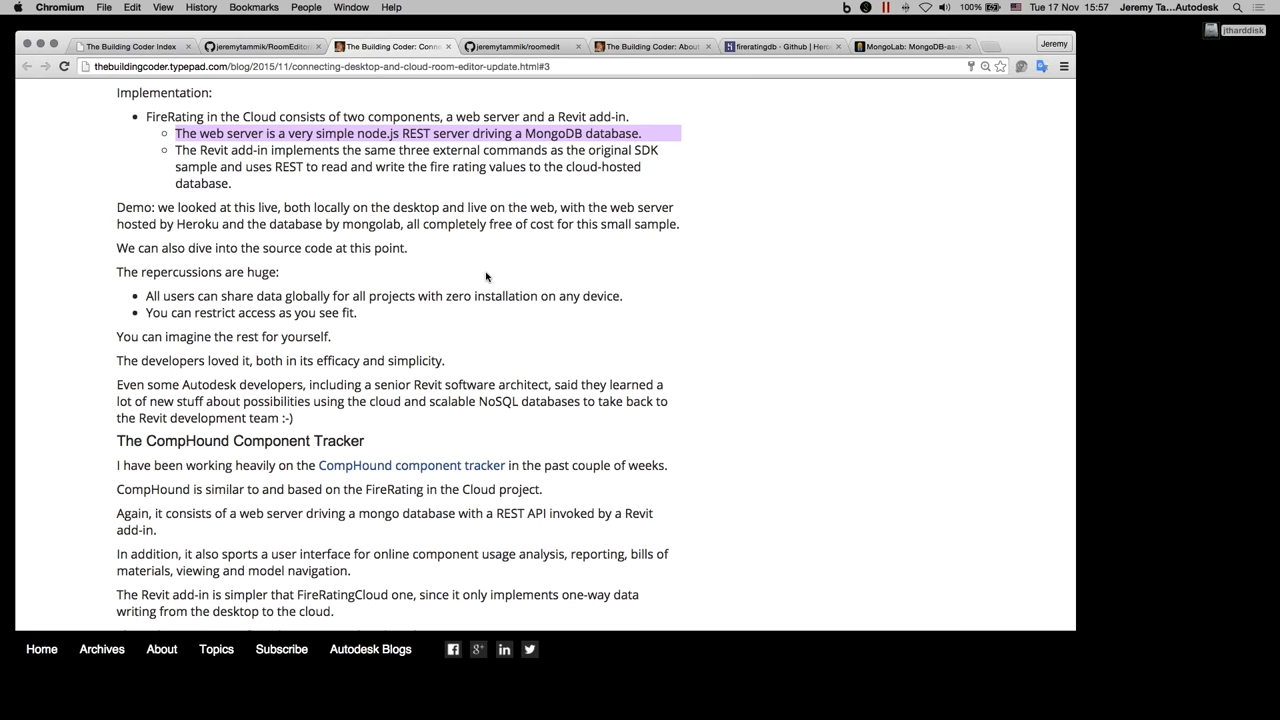 Chromium File Edit View History Bookmarks People Window Help 100% Tue 17 Nov 15:57 Jeremy Ta...Autodesk
jtharddisk
The Building Coder Index jeremytammik/RoomEditor The Building Coder: Conne jeremytammik/roomedit The Building Coder: Abou fireratingdb · Github | Her MongoLab: MongoDB-as- Jeremy
thebuildingcoder.typepad.com/blog/2015/11/connecting-desktop-and-cloud-room-editor-update.html#3
Implementation:
• FireRating in the Cloud consists of two components, a web server and a Revit add-in.
The web server is a very simple node.js REST server driving a MongoDB database.
The Revit add-in implements the same three external commands as the original SDK
sample and uses REST to read and write the fire rating values to the cloud-hosted
database.
Demo: we looked at this live, both locally on the desktop and live on the web, with the web server
hosted by Heroku and the database by mongolab, all completely free of cost for this small sample.
We can also dive into the source code at this point.
The repercussions are huge:
• All users can share data globally for all projects with zero installation on any device.
• You can restrict access as you see fit.
You can imagine the rest for yourself.
The developers loved it, both in its efficacy and simplicity.
Even some Autodesk developers, including a senior Revit software architect, said they learned a
lot of new stuff about possibilities using the cloud and scalable NoSQL databases to take back to
the Revit development team :-)
The CompHound Component Tracker
I have been working heavily on the CompHound component tracker in the past couple of weeks.
CompHound is similar to and based on the FireRating in the Cloud project.
Again, it consists of a web server driving a mongo database with a REST API invoked by a Revit
add-in.
In addition, it also sports a user interface for online component usage analysis, reporting, bills of
materials, viewing and model navigation.
The Revit add-in is simpler that FireRatingCloud one, since it only implements one-way data
writing from the desktop to the cloud.
Home Archives About Topics Subscribe Autodesk Blogs